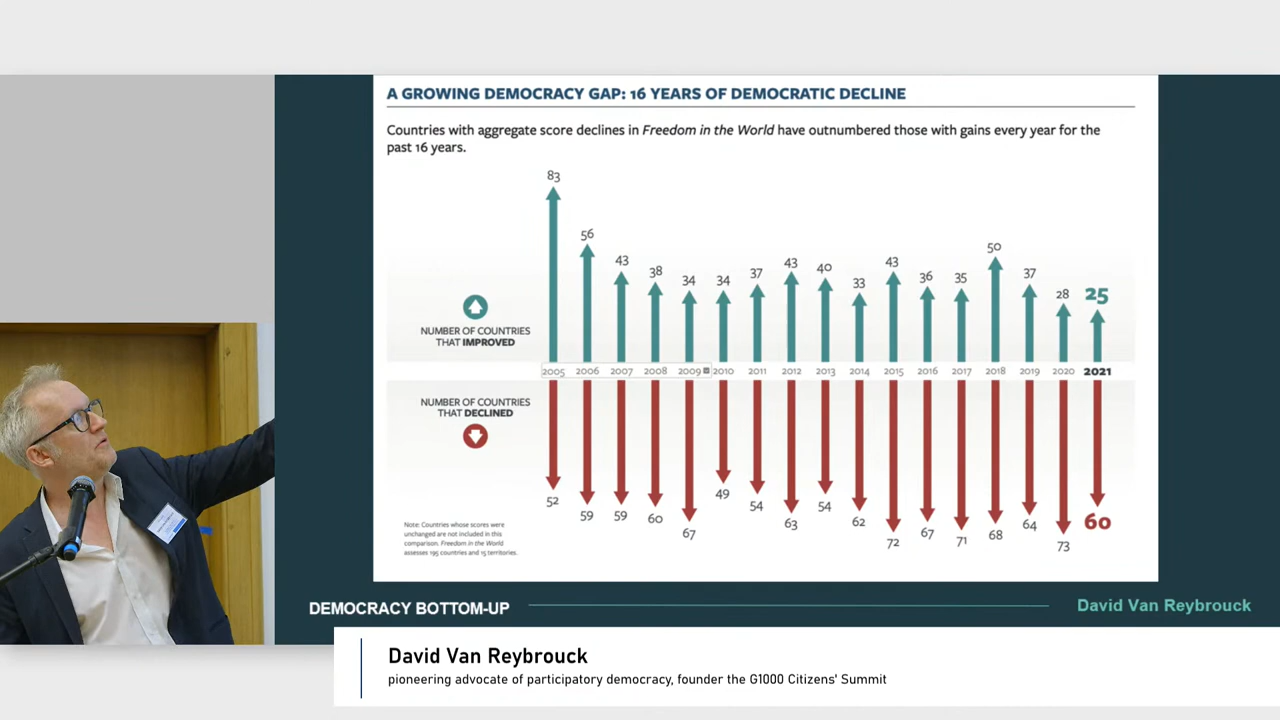 A GROWING DEMOCRACY GAP: 16 YEARS OF DEMOCRATIC DECLINE
Countries with aggregate score declines in Freedom in the World have outnumbered those with gains every year for the
past 16 years.
83
56
43
38
34
34
37
43
40
33
43
36
35
50
37
28
25
NUMBER OF COUNTRIES
THAT IMPROVED
2005 2006 2007 2008 2009 2010 2011 2012 2013 2014 2015 2016 2017 2018 2019 2020 2021
NUMBER OF COUNTRIES
THAT DECLINED
52
59
59
60
67
49
54
63
54
62
72
67
71
68
64
73
60
Note: Countries whose scores were
unchanged are not included in this
comparison. Freedom in the World
assesses 195 countries and 15 territories.
DEMOCRACY BOTTOM-UP
David Van Reybrouck
David Van Reybrouck
pioneering advocate of participatory democracy, founder the G1000 Citizens' Summit